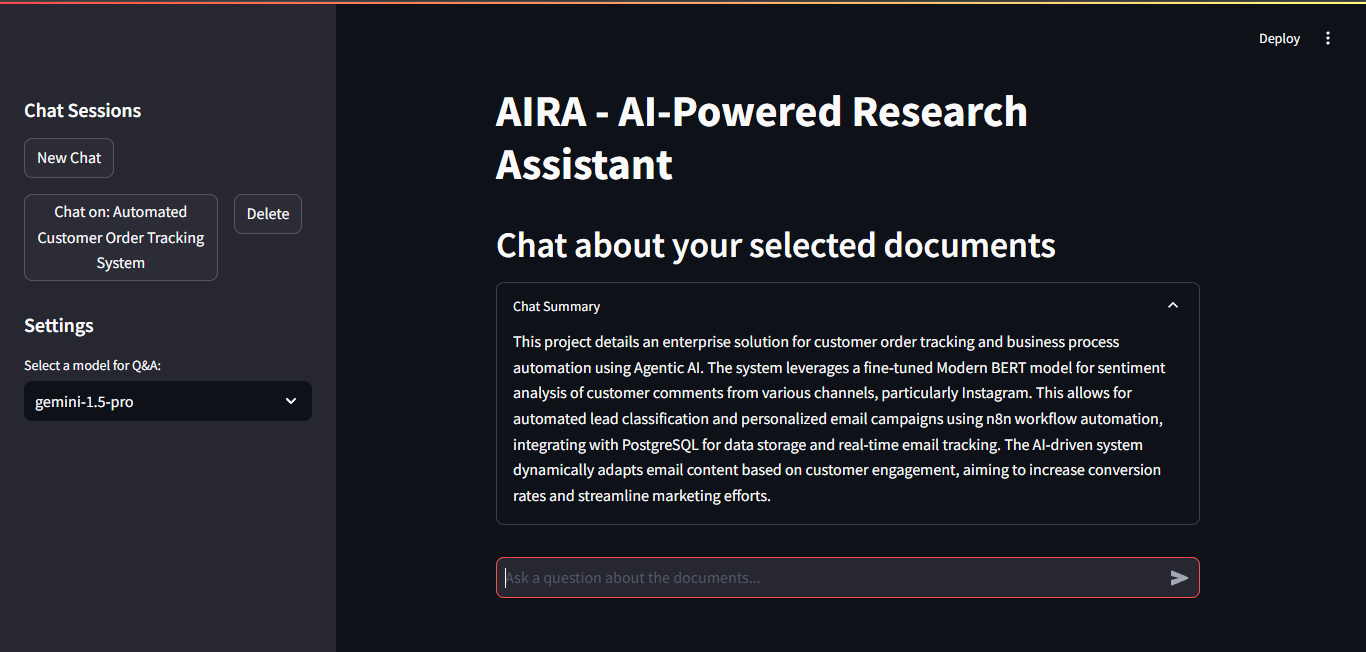 Deploy
Chat Sessions
New Chat
Chat on: Automated
Customer Order Tracking
System
Delete
Settings
Select a model for Q&A:
gemini-1.5-pro
AIRA - AI-Powered Research
Assistant
Chat about your selected documents
Chat Summary
This project details an enterprise solution for customer order tracking and business process
automation using Agentic AI. The system leverages a fine-tuned Modern BERT model for sentiment
analysis of customer comments from various channels, particularly Instagram. This allows for
automated lead classification and personalized email campaigns using n8n workflow automation,
integrating with PostgreSQL for data storage and real-time email tracking. The AI-driven system
dynamically adapts email content based on customer engagement, aiming to increase conversion
rates and streamline marketing efforts.
Ask a question about the documents...